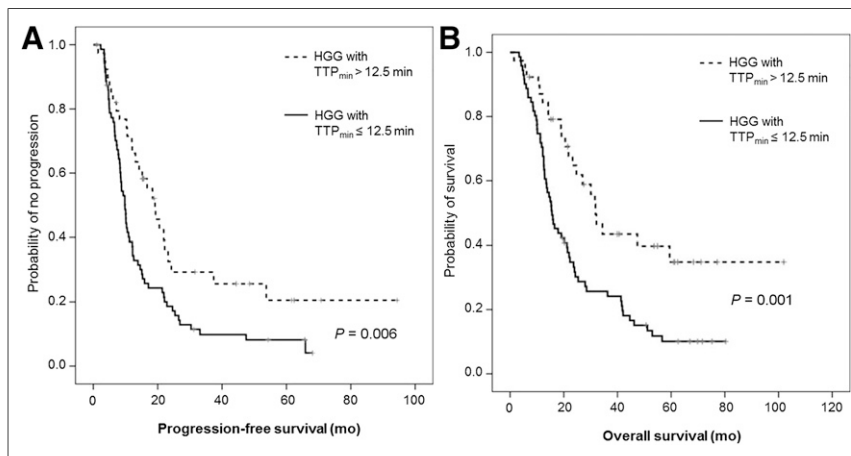 A
Probability of no progression
1.0
0.8
0.6
0.4
0.2
0.0
HGG with
TTPmin > 12.5 min
HGG with
TTPmin ≤ 12.5 min
P = 0.006
0 20 40 60 80 100
Progression-free survival (mo)
B
Probability of survival
1.0
0.8
0.6
0.4
0.2
0.0
HGG with
TTPmin > 12.5 min
HGG with
TTPmin ≤ 12.5 min
P = 0.001
0 20 40 60 80 100 120
Overall survival (mo)